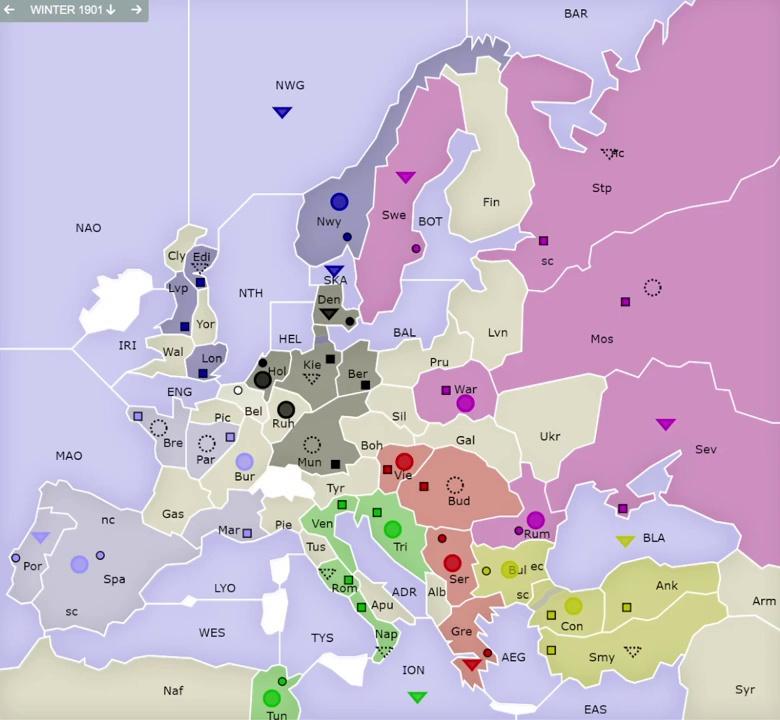 ← WINTER 1901↓ →
BAR
NWG
Stp
Fin
Nwy
Swe
BOT
NAO
Cly
Edi
SKA
sc
NTH
Den
Lvp
Yor
IRI
Wal
Lon
HEL
BAL
Lvn
Mos
Hol
Kie
Ber
Pru
War
ENG
Bel
Ruh
Sil
Pic
Ukr
Bre
Par
Mun
Boh
Gal
Sev
MAO
Bur
Vie
Bud
Tyr
nc
Gas
Mar
Pie
Ven
Tri
Rum
BLA
Por
Spa
Tus
Ser
Bul
ec
LYO
Rom
ADR
Alb
sc
Ank
Arm
sc
Apu
Con
WES
TYS
Nap
Gre
AEG
Smy
ION
Naf
Syr
Tun
EAS